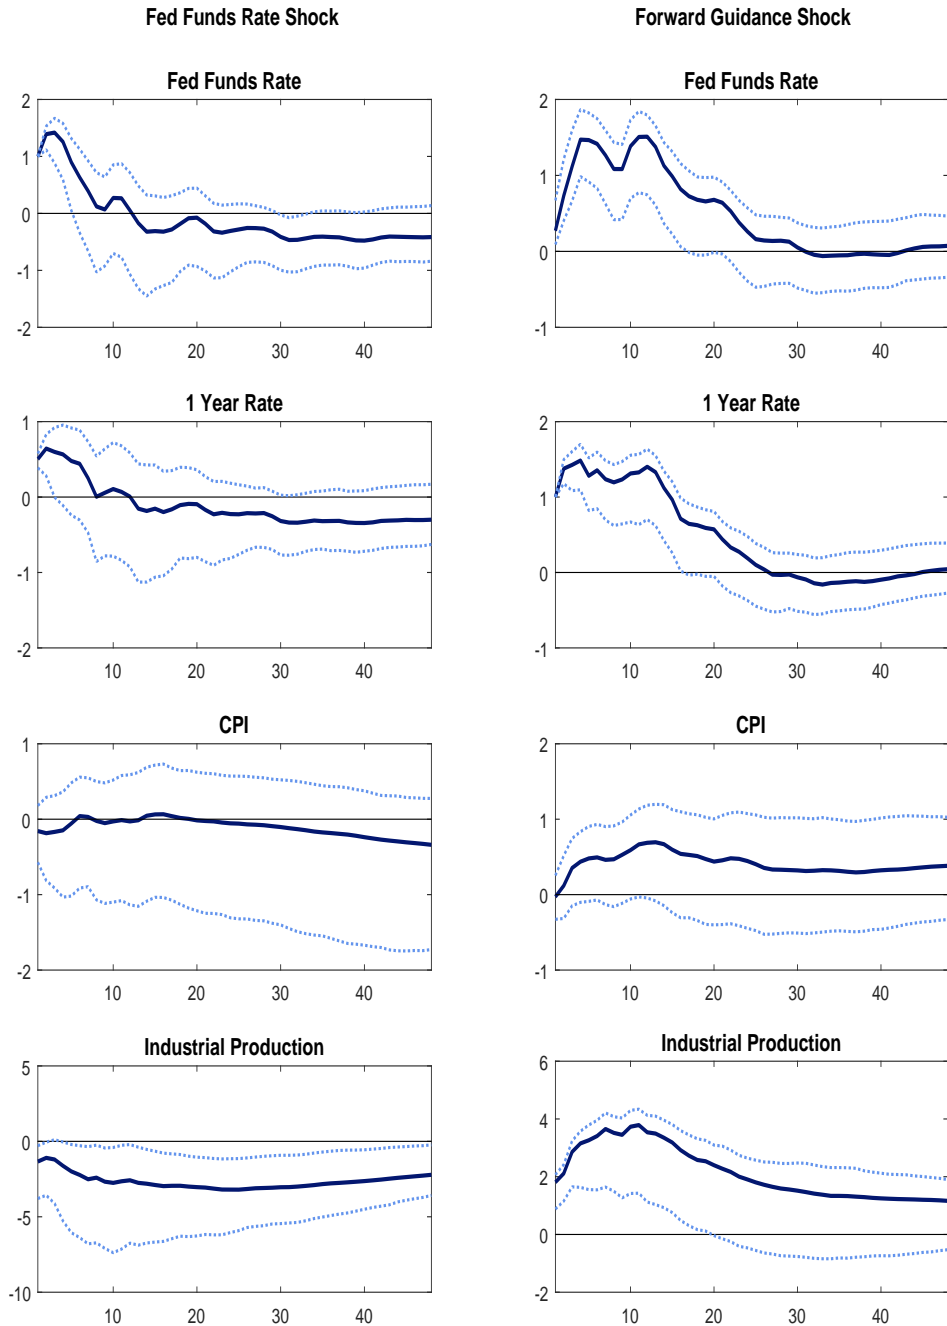 Fed Funds Rate Shock
Forward Guidance Shock
Fed Funds Rate
2
1
0
-1
-2
10 20 30 40
Fed Funds Rate
2
1
0
-1
10 20 30 40
1 Year Rate
1
0
-1
-2
10 20 30 40
1 Year Rate
2
1
0
-1
10 20 30 40
CPI
1
0
-1
-2
10 20 30 40
CPI
2
1
0
-1
10 20 30 40
Industrial Production
5
0
-5
-10
10 20 30 40
Industrial Production
6
4
2
0
-2
10 20 30 40